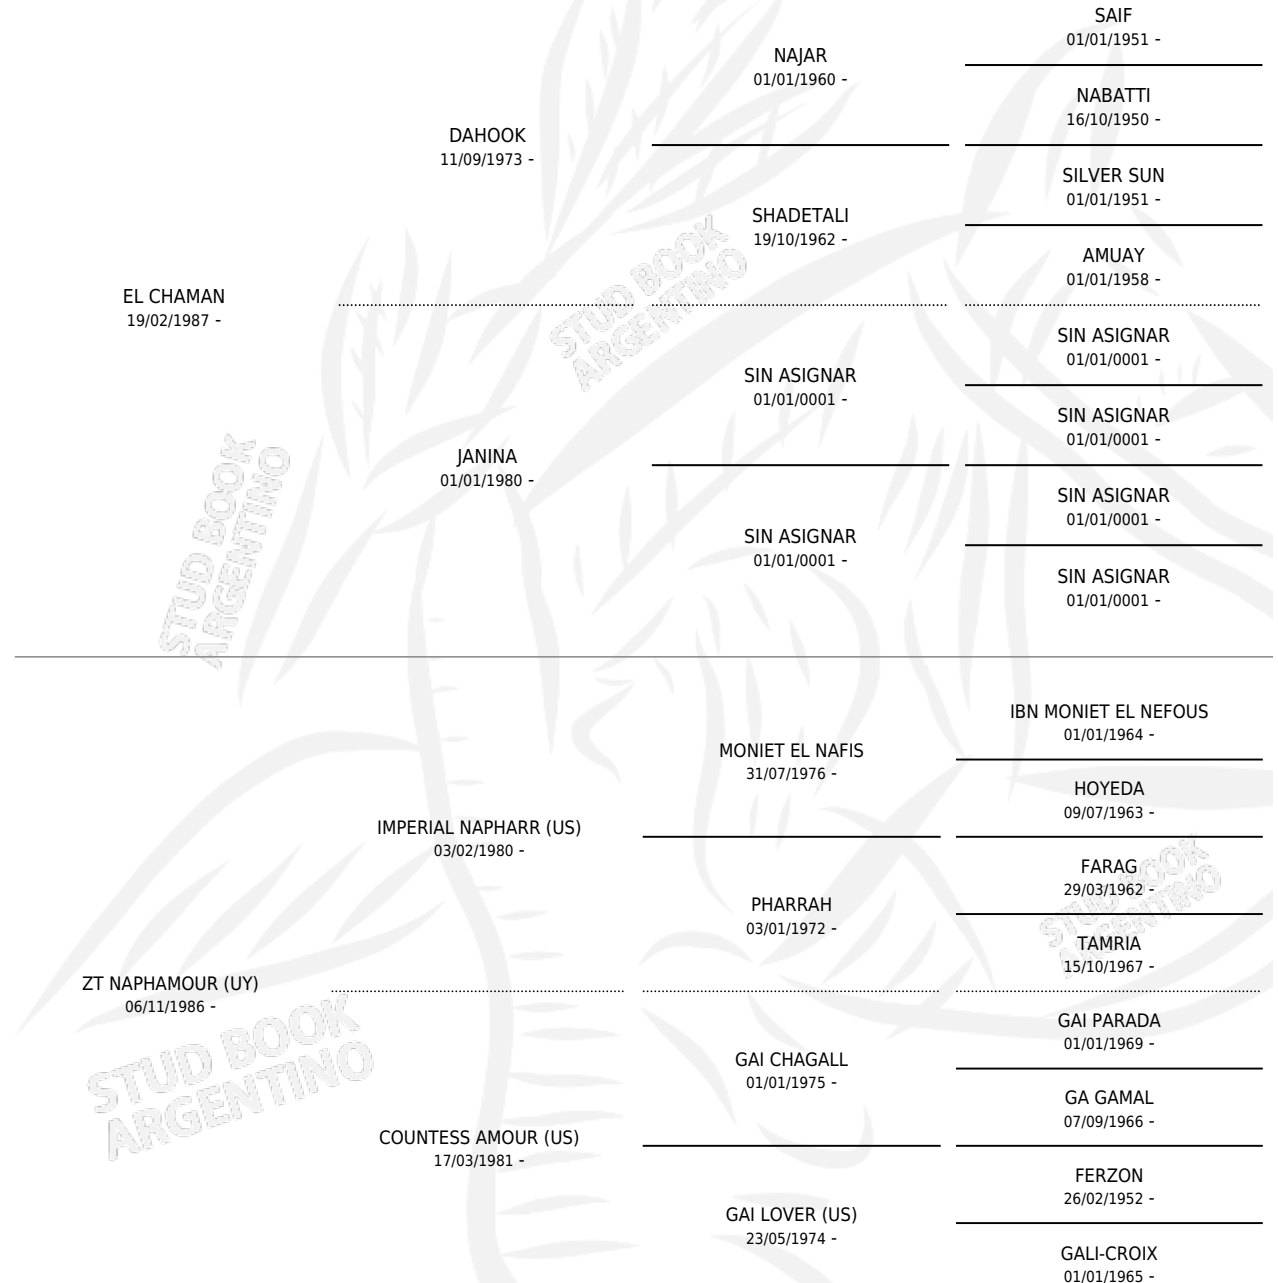 SAIF
01/01/1951 -
NAJAR
01/01/1960 -
NABATTI
16/10/1950 -
DAHOOK
11/09/1973 -
SILVER SUN
01/01/1951 -
SHADETALI
19/10/1962 -
AMUAY
01/01/1958 -
EL CHAMAN
19/02/1987 -
SIN ASIGNAR
01/01/0001 -
SIN ASIGNAR
01/01/0001 -
SIN ASIGNAR
01/01/0001 -
JANINA
01/01/1980 -
SIN ASIGNAR
01/01/0001 -
SIN ASIGNAR
01/01/0001 -
SIN ASIGNAR
01/01/0001 -
IBN MONIET EL NEFOUS
01/01/1964 -
MONIET EL NAFIS
31/07/1976 -
HOYEDA
09/07/1963 -
IMPERIAL NAPHARR (US)
03/02/1980 -
FARAG
29/03/1962 -
PHARRAH
03/01/1972 -
TAMRIA
15/10/1967 -
ZT NAPHAMOUR (UY)
06/11/1986 -
GAI PARADA
01/01/1969 -
GAI CHAGALL
01/01/1975 -
GA GAMAL
07/09/1966 -
COUNTESS AMOUR (US)
17/03/1981 -
FERZON
26/02/1952 -
GAI LOVER (US)
23/05/1974 -
GALI-CROIX
01/01/1965 -
STUD BOOK
ARGENTINO
STUD BOOK
ARGENTINO
STUD BOOK
ARGENTINO
STUD BOOK
ARGENTINO